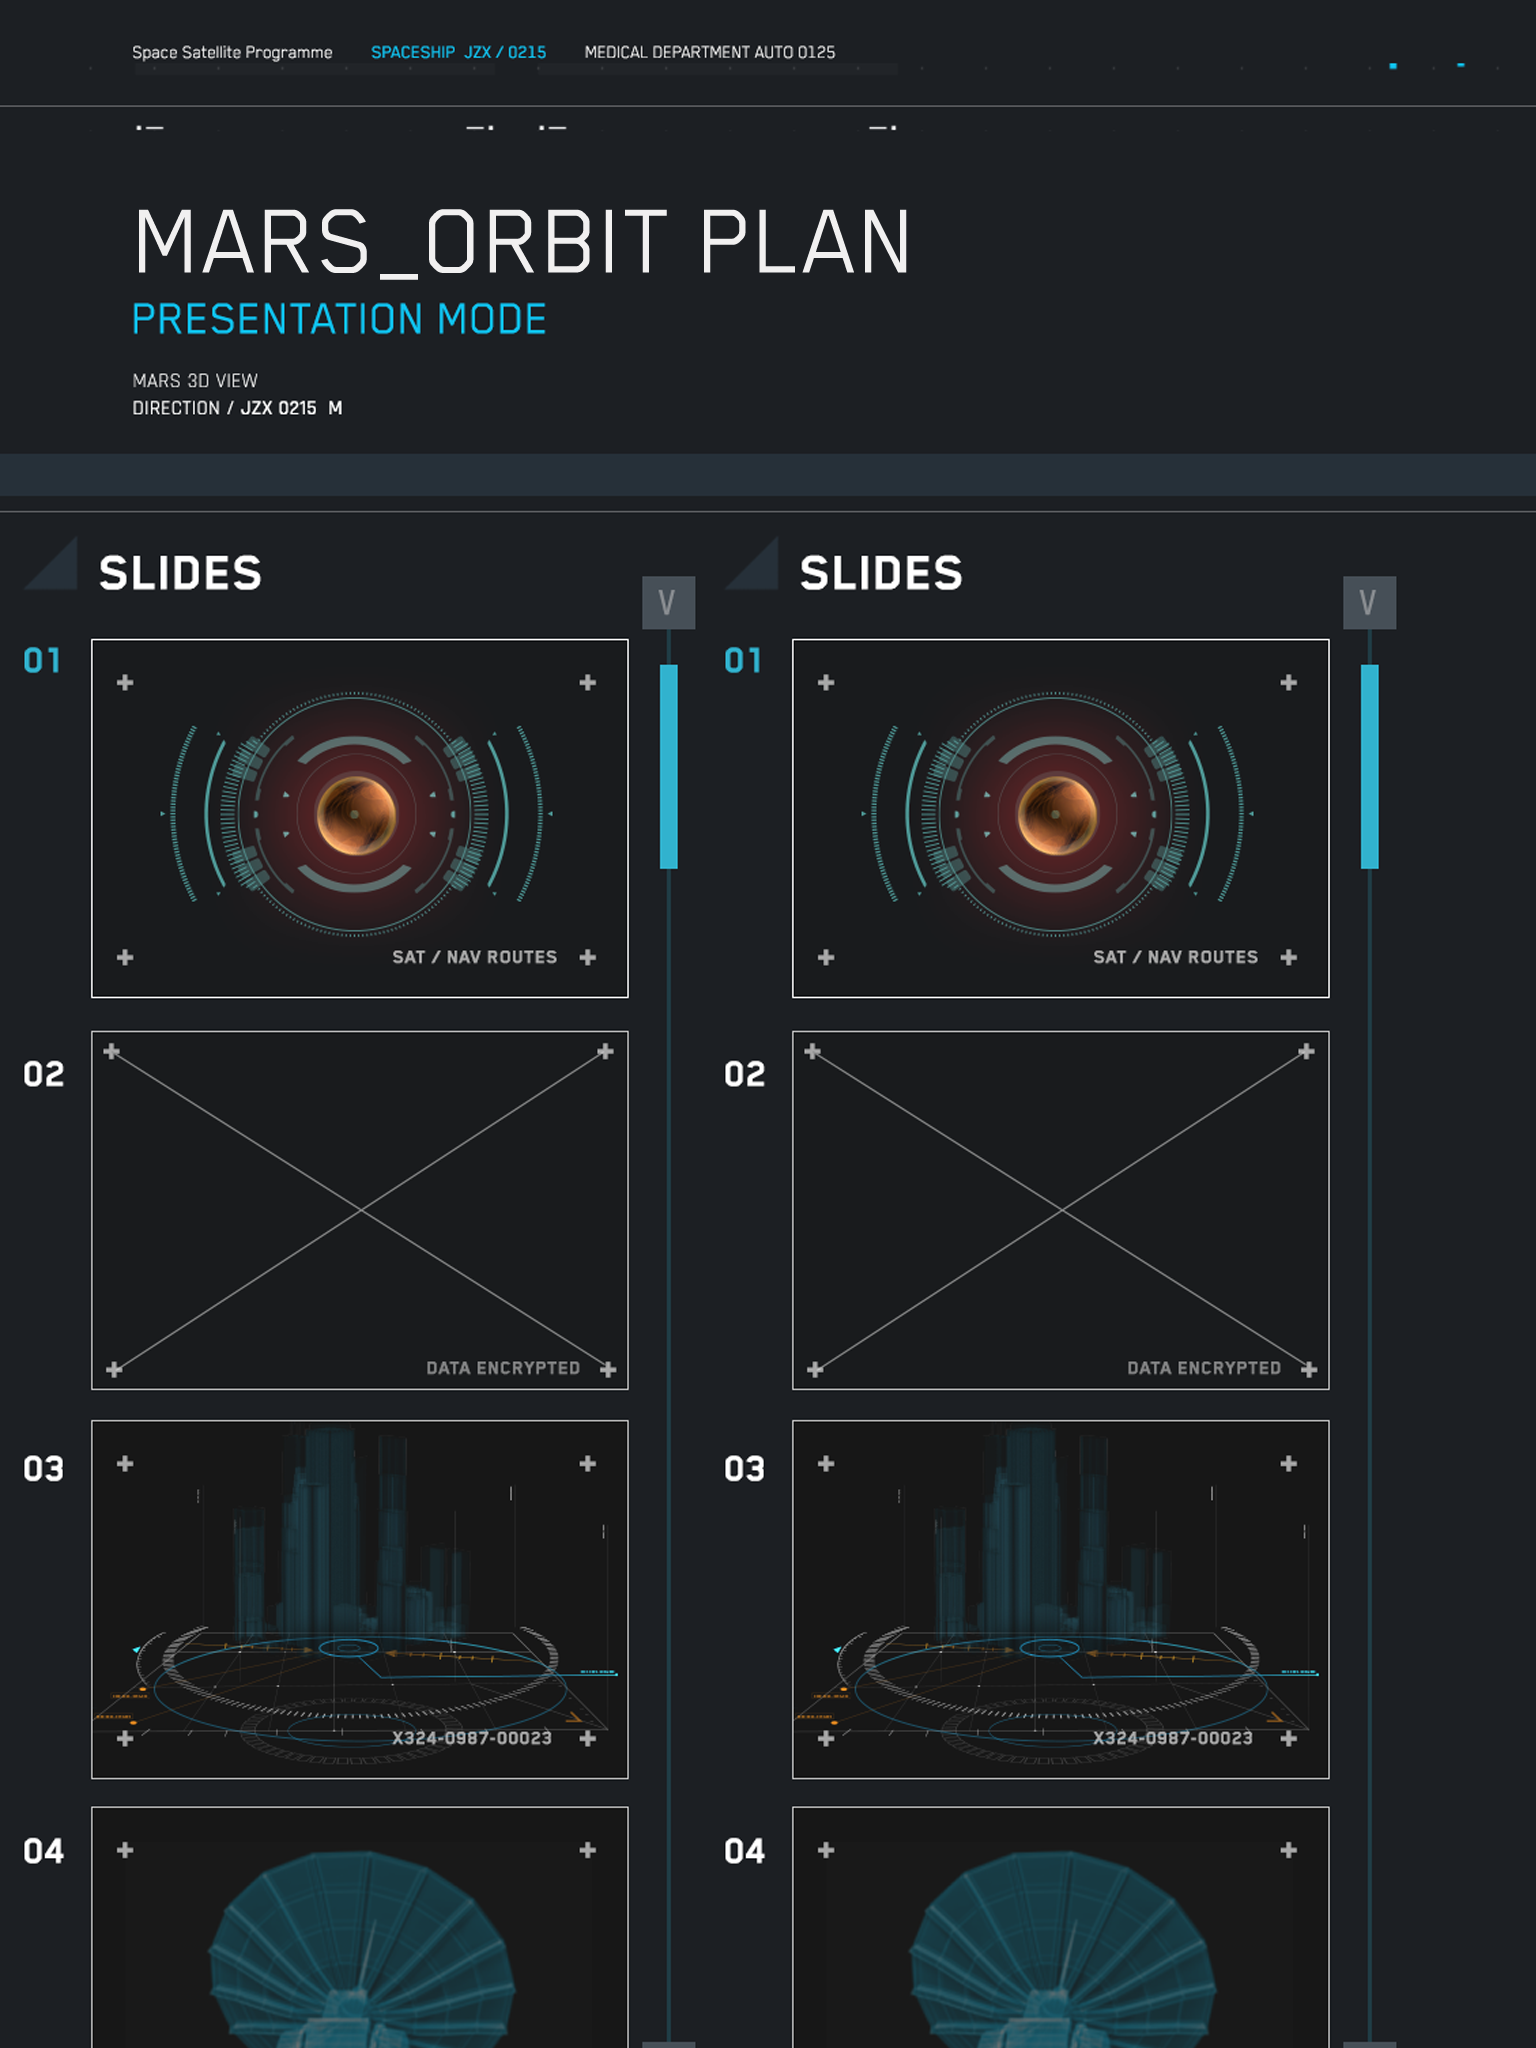 Space Satellite Programme SPACESHIP JZX / 0215 MEDICAL DEPARTMENT AUTO 0125
MARS_ORBIT PLAN
PRESENTATION MODE
MARS 3D VIEW
DIRECTION / JZX 0215 M
SLIDES
V
01
SAT / NAV ROUTES
02
DATA ENCRYPTED
03
X324-0987-00023
04
SLIDES
V
01
SAT / NAV ROUTES
02
DATA ENCRYPTED
03
X324-0987-00023
04